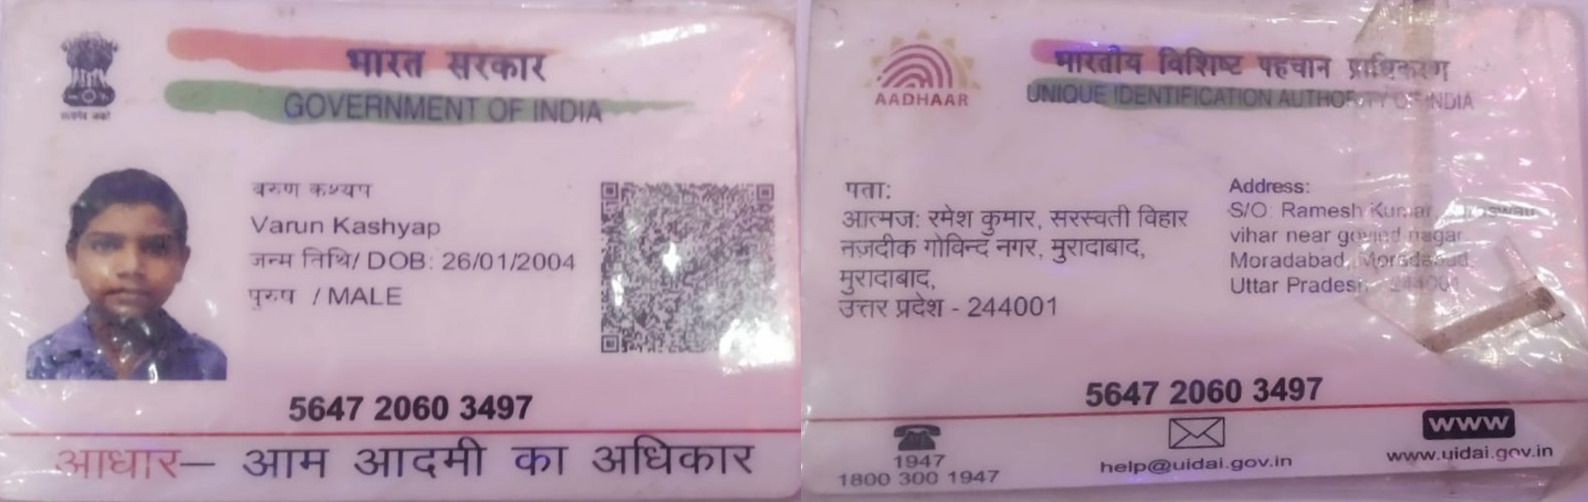 भारत सरकार
GOVERNMENT OF INDIA
वरुण कश्यप
Varun Kashyap
जन्म तिथि/ DOB: 26/01/2004
पुरुष / MALE
5647 2060 3497
आधार– आम आदमी का अधिकार
भारतीय विशिष्ट पहचान प्राधिकरण
AADHAAR
UNIQUE IDENTIFICATION AUTHORITY OF INDIA
पता:
आत्मज: रमेश कुमार, सरस्वती विहार
नज़दीक गोविन्द नगर, मुरादाबाद,
मुरादाबाद,
उत्तर प्रदेश - 244001
Address:
S/O: Ramesh Kumar
vihar near govind nagar
Moradabad, Moradabad
Uttar Pradesh, 244001
5647 2060 3497
1947
1800 300 1947
help@uidai.gov.in
www
www.uidai.gov.in